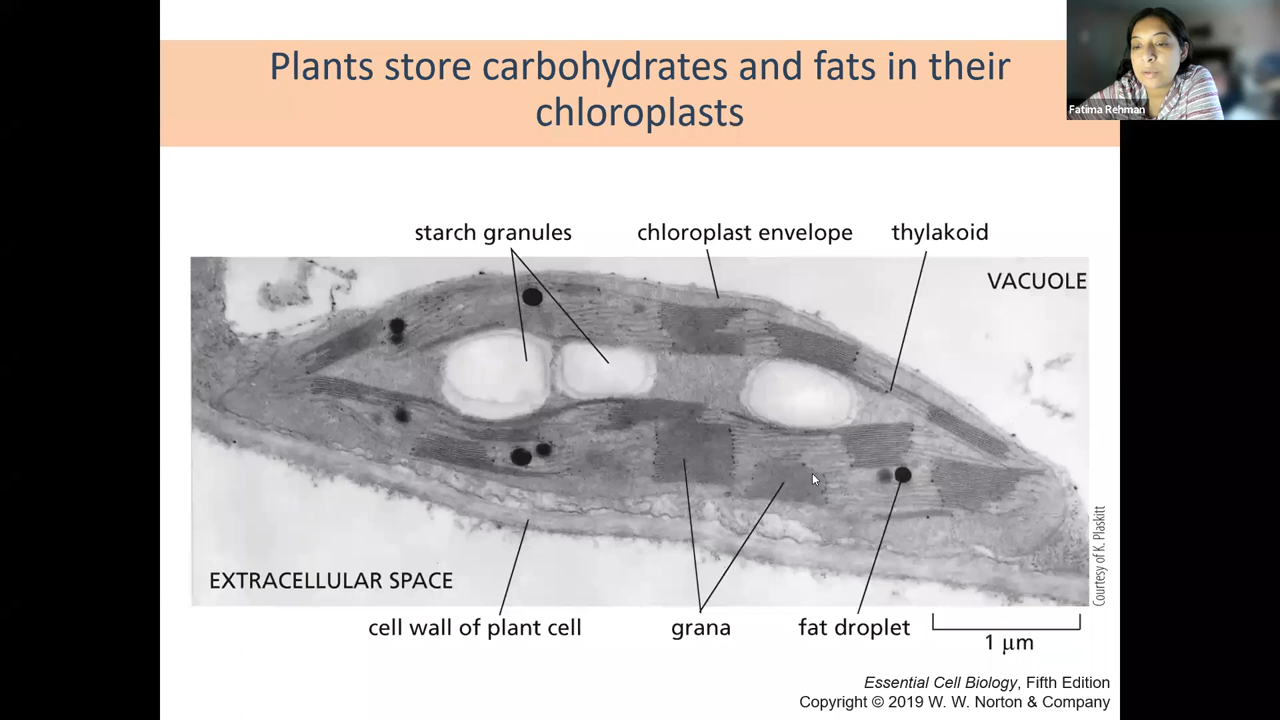 Plants store carbohydrates and fats in their
chloroplasts
Fatima Rehman
starch granules
chloroplast envelope
thylakoid
VACUOLE
EXTRACELLULAR SPACE
Courtesy of K. Plaskitt
cell wall of plant cell
grana
fat droplet
1 μm
Essential Cell Biology, Fifth Edition
Copyright © 2019 W. W. Norton & Company